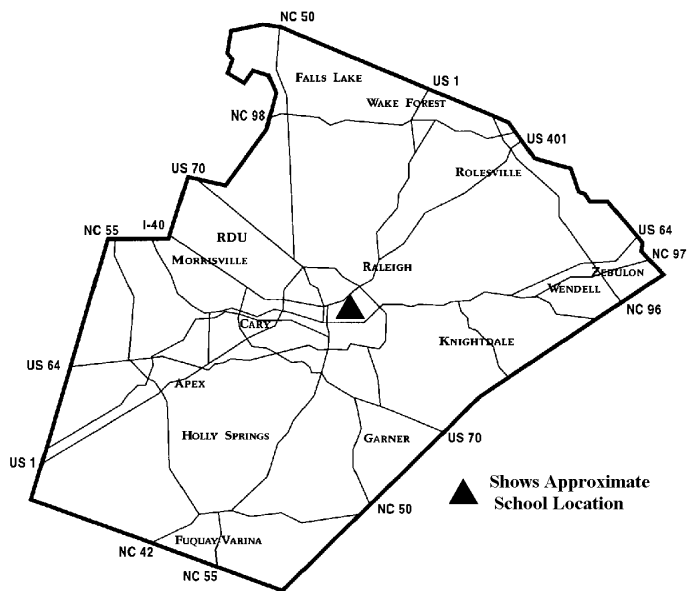 NC 50
FALLS LAKE
US 1
WAKE FOREST
NC 98
US 401
US 70
ROLESVILLE
I-40
NC 55
RDU
US 64
MORRISVILLE
RALEIGH
NC 97
ZEBULON
WENDELL
NC 96
CARY
KNIGHTDALE
US 64
APEX
HOLLY SPRINGS
GARNER
US 70
US 1
Shows Approximate
School Location
NC 50
FUQUAY-VARINA
NC 42
NC 55